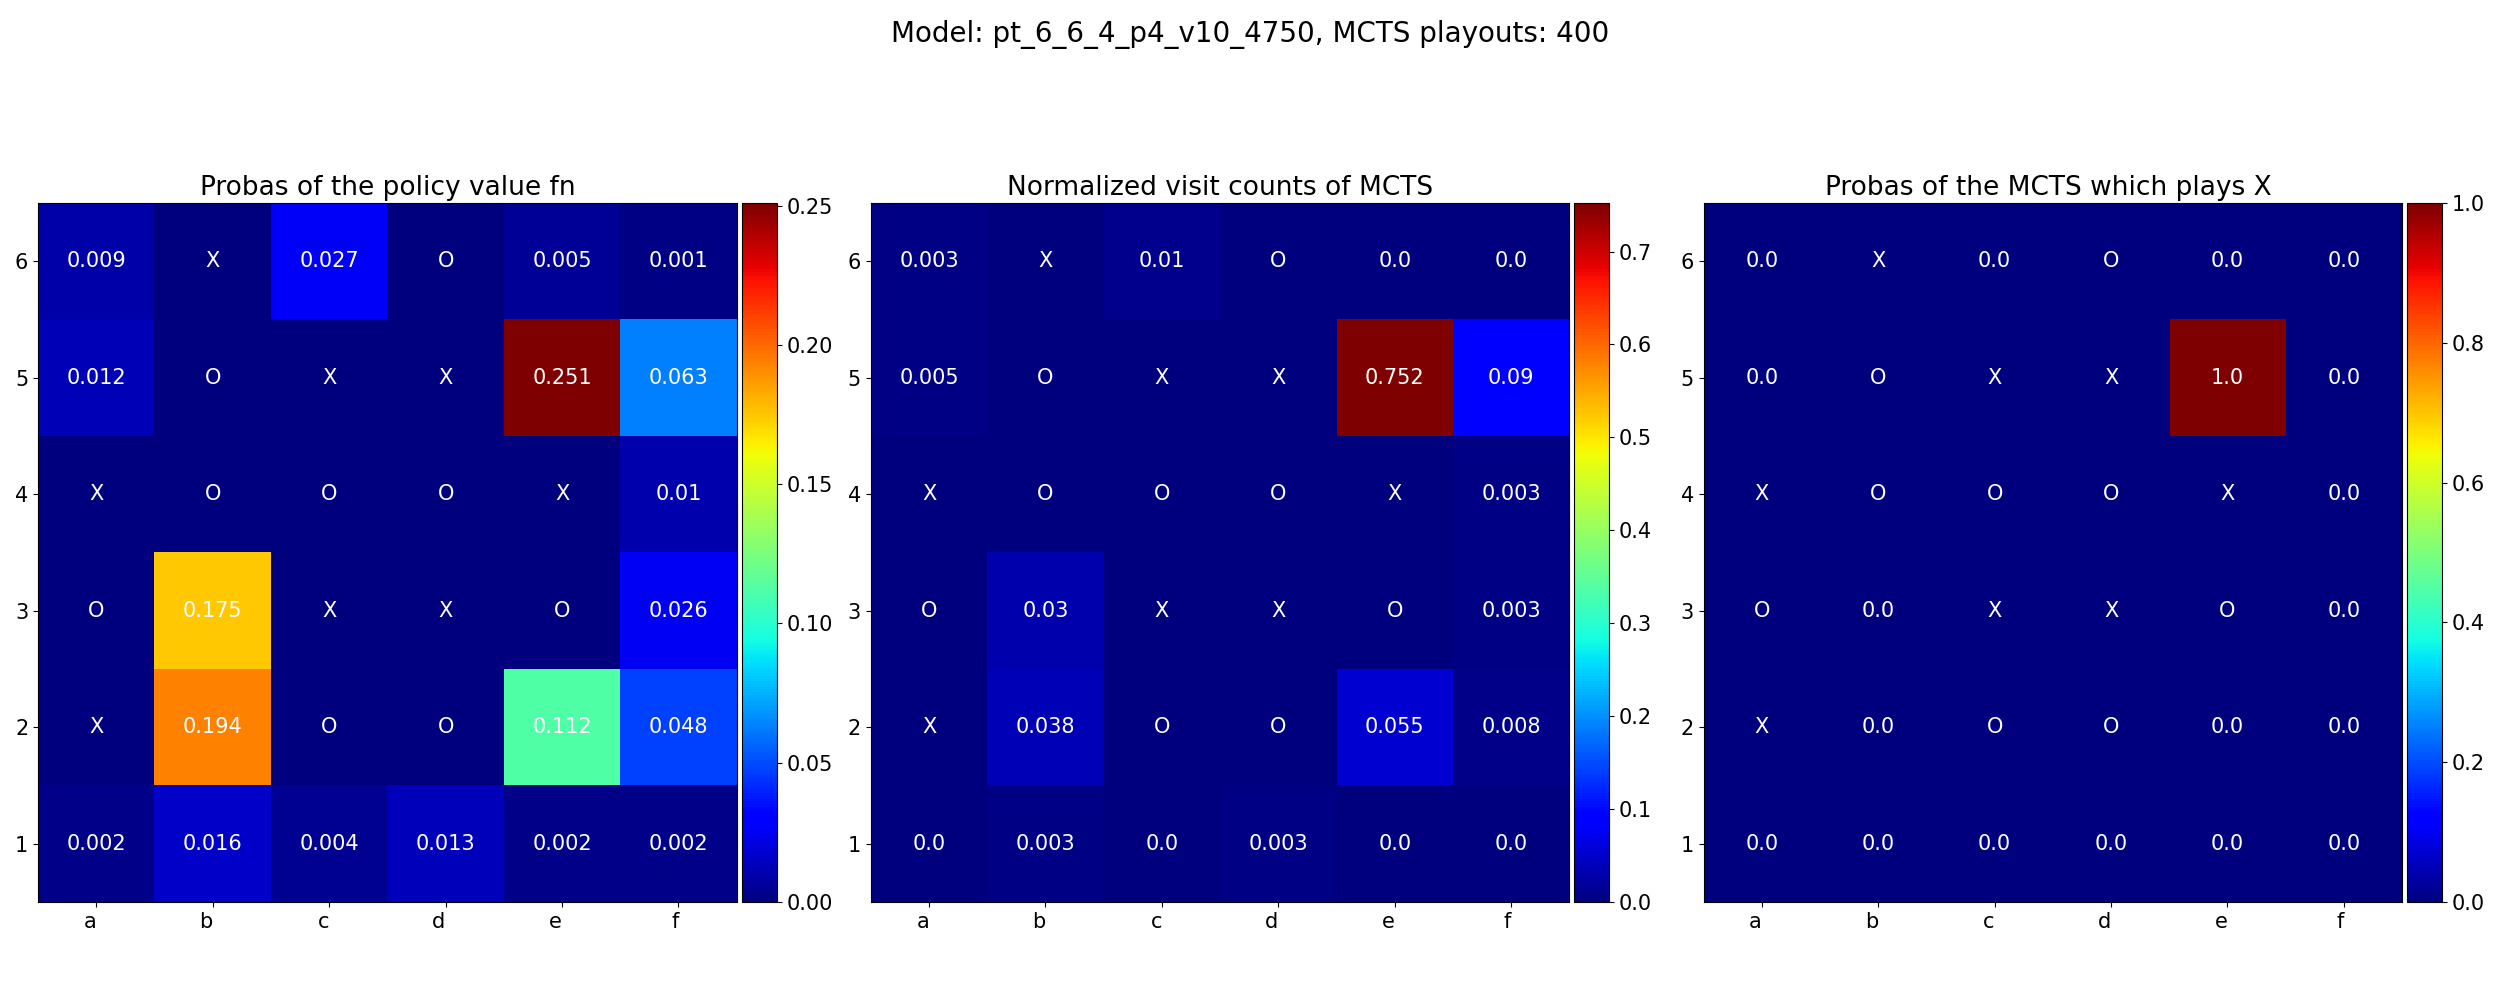 Model: pt_6_6_4_p4_v10_4750, MCTS playouts: 400
Probas of the policy value fn
6 0.009 X 0.027 O 0.005 0.001
5 0.012 O X X 0.251 0.063
4 X O O O X 0.01
3 O 0.175 X X O 0.026
2 X 0.194 O O 0.112 0.048
1 0.002 0.016 0.004 0.013 0.002 0.002
a b c d e f
0.25
0.20
0.15
0.10
0.05
0.00
Normalized visit counts of MCTS
6 0.003 X 0.01 O 0.0 0.0
5 0.005 O X X 0.752 0.09
4 X O O O X 0.003
3 O 0.03 X X O 0.003
2 X 0.038 O O 0.055 0.008
1 0.0 0.003 0.0 0.003 0.0 0.0
a b c d e f
0.7
0.6
0.5
0.4
0.3
0.2
0.1
0.0
Probas of the MCTS which plays X
6 0.0 X 0.0 O 0.0 0.0
5 0.0 O X X 1.0 0.0
4 X O O O X 0.0
3 O 0.0 X X O 0.0
2 X 0.0 O O 0.0 0.0
1 0.0 0.0 0.0 0.0 0.0 0.0
a b c d e f
1.0
0.8
0.6
0.4
0.2
0.0